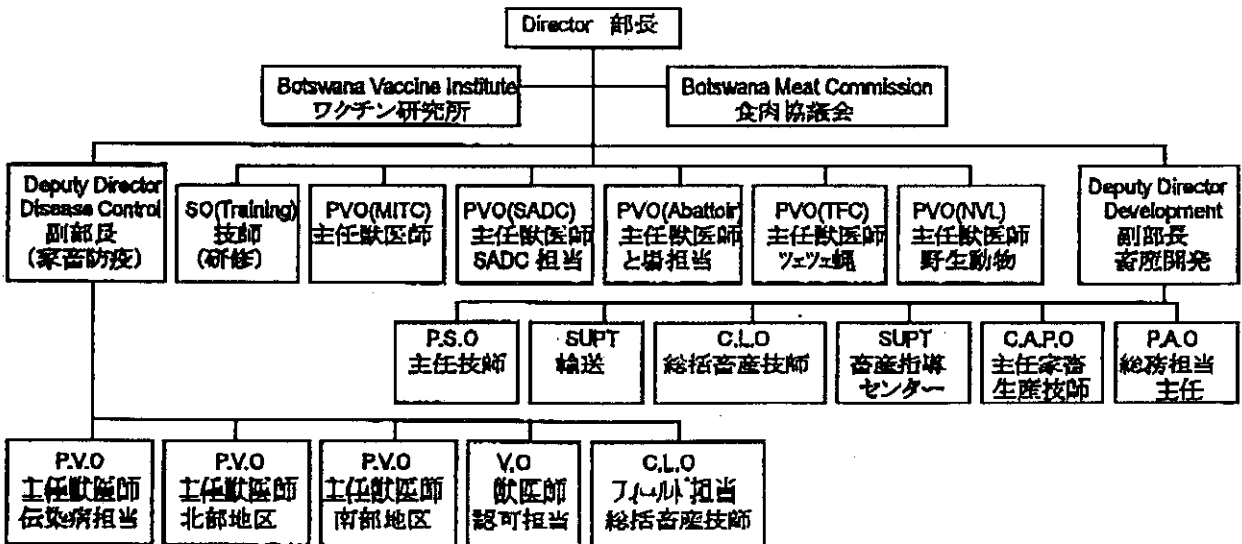 Director 部長
Botswana Vaccine Institute
ワクチン研究所
Botswana Meat Commission
食肉協議会
Deputy Director
Disease Control
副部長
(家畜防疫)
SO(Training)
技師
(研修)
PVO(MITC)
主任獣医師
PVO(SADC)
主任獣医師
SADC 担当
PVO(Abattoir)
主任獣医師
と場担当
PVO(TFC)
主任獣医師
ツェツェ蝿
PVO(NVL)
主任獣医師
野生動物
Deputy Director
Development
副部長
畜産開発
P.S.O
主任技師
SUPT
輸送
C.L.O
総括畜産技師
SUPT
畜産指導
センター
C.A.P.O
主任家畜
生産技師
P.A.O
総務担当
主任
P.V.O
主任獣医師
伝染病担当
P.V.O
主任獣医師
北部地区
P.V.O
主任獣医師
南部地区
V.O
獣医師
認可担当
C.L.O
フィールド担当
総括畜産技師